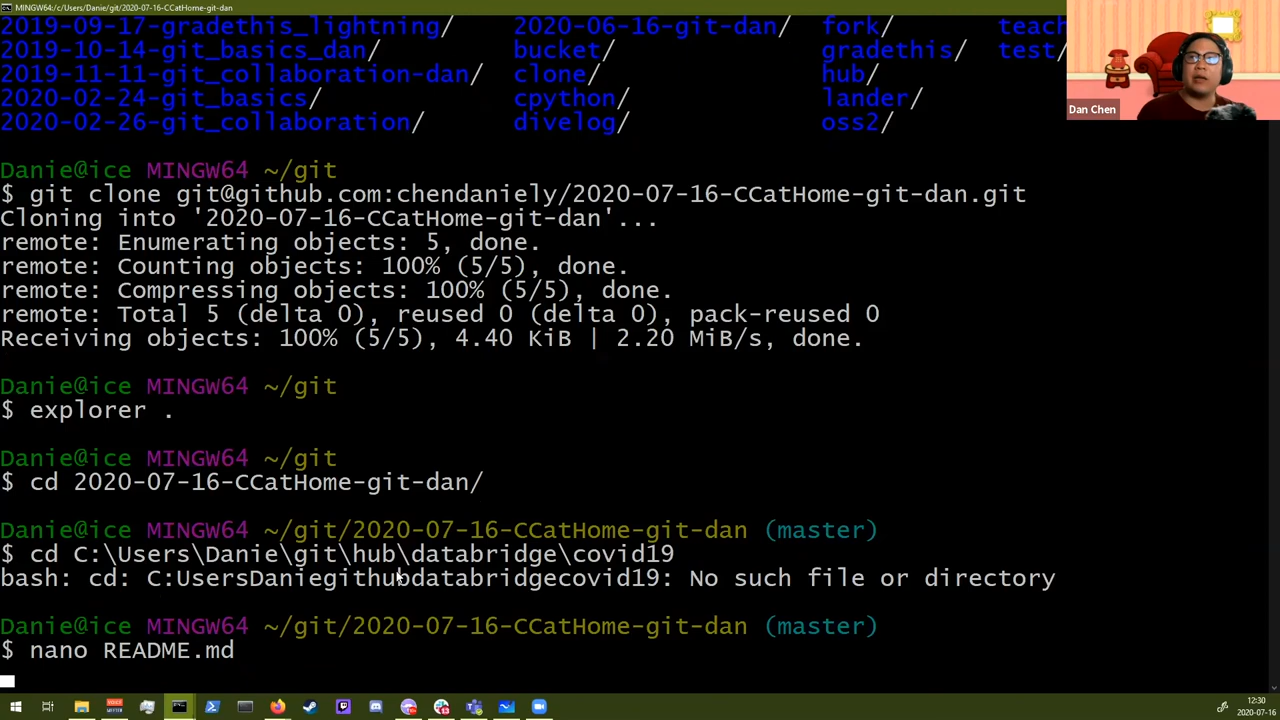 MINGW64:/c/Users/Danie/git/2020-07-16-CCatHome-git-dan
2019-09-17-gradethis_lightning/ 2020-06-16-git-dan/ fork/ teach
2019-10-14-git_basics_dan/ bucket/ gradethis/ test/
2019-11-11-git_collaboration-dan/ clone/ hub/
2020-02-24-git_basics/ cpython/ lander/
2020-02-26-git_collaboration/ divelog/ oss2/
Dan Chen
Danie@ice MINGW64 ~/git
$ git clone git@github.com:chendaniely/2020-07-16-CCatHome-git-dan.git
Cloning into '2020-07-16-CCatHome-git-dan'...
remote: Enumerating objects: 5, done.
remote: Counting objects: 100% (5/5), done.
remote: Compressing objects: 100% (5/5), done.
remote: Total 5 (delta 0), reused 0 (delta 0), pack-reused 0
Receiving objects: 100% (5/5), 4.40 KiB | 2.20 MiB/s, done.
Danie@ice MINGW64 ~/git
$ explorer .
Danie@ice MINGW64 ~/git
$ cd 2020-07-16-CCatHome-git-dan/
Danie@ice MINGW64 ~/git/2020-07-16-CCatHome-git-dan (master)
$ cd C:\Users\Danie\git\hub\databridge\covid19
bash: cd: C:UsersDaniegithubdatabridgecovid19: No such file or directory
Danie@ice MINGW64 ~/git/2020-07-16-CCatHome-git-dan (master)
$ nano README.md
12:30
2020-07-16